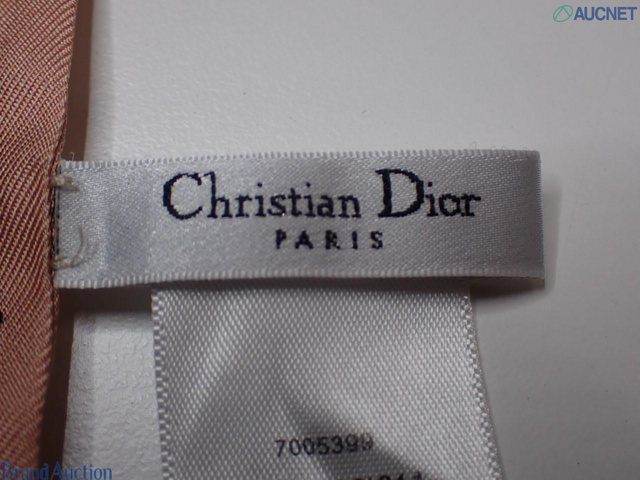 AUCNET
Christian Dior
PARIS
7005399
Brand Auction